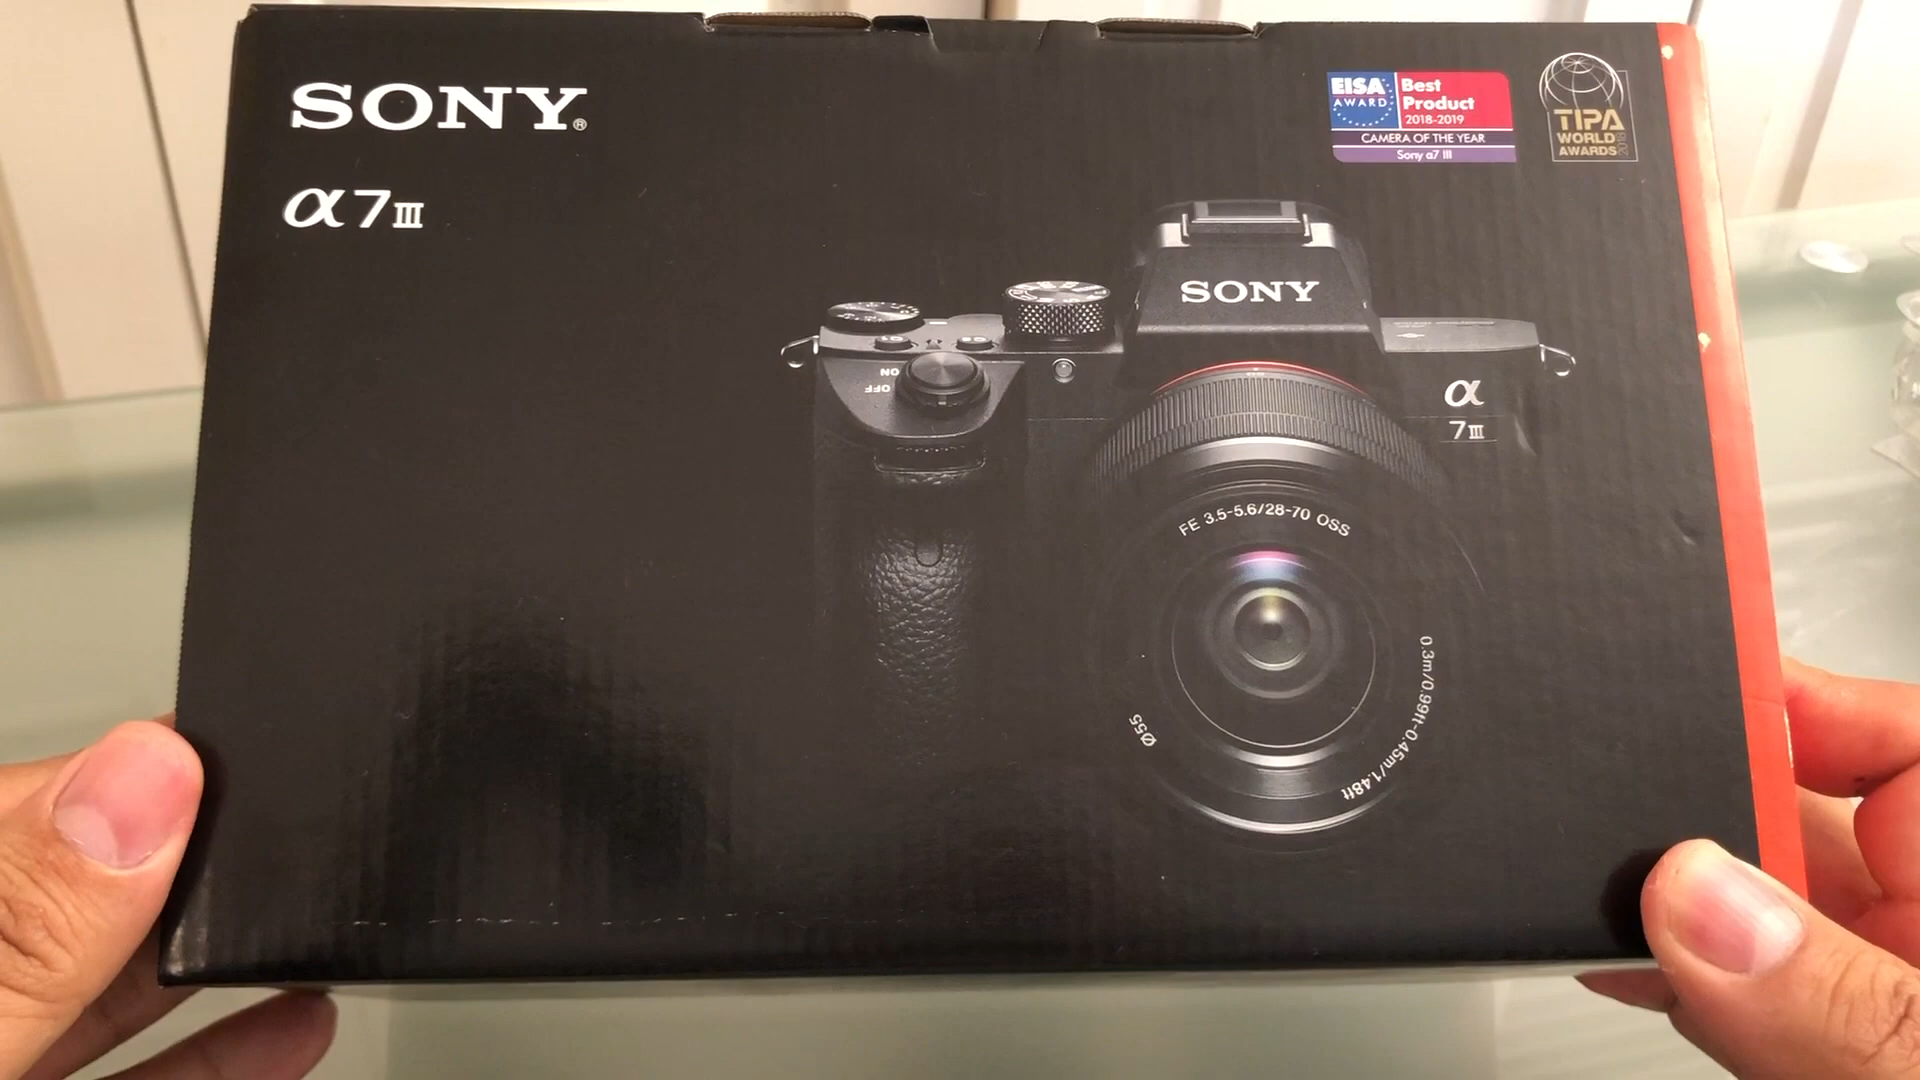 SONY®
α7III
EISA AWARD
Best
Product
2018-2019
CAMERA OF THE YEAR
Sony α7 III
TIPA
WORLD
AWARDS
SONY
ON
OFF
α
7III
FE 3.5-5.6/28-70 OSS
0.3m/0.99ft-0.45m/1.48ft
Ø55